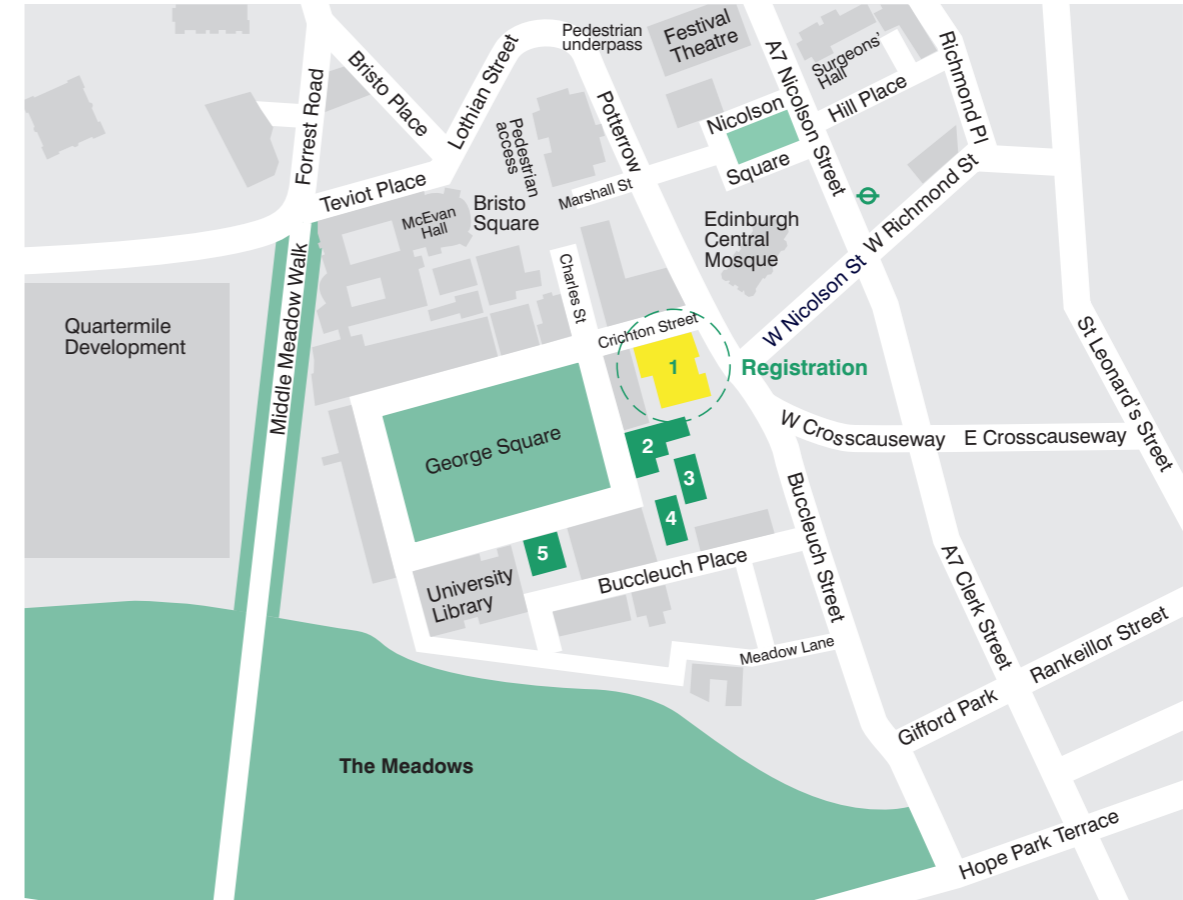 Pedestrian
underpass
Festival
Theatre
A7 Nicolson Street
Surgeons'
Hall
Richmond Pl
Bristo Place
Lothian Street
Potterrow
Nicolson
Square
Hill Place
Forrest Road
Pedestrian
access
Teviot Place
Marshall St
McEvan
Hall
Bristo
Square
Edinburgh
Central
Mosque
W Richmond St
W Nicolson St
Middle Meadow Walk
Charles St
Quartermile
Development
Crichton Street
1
Registration
St Leonard's Street
George Square
2
3
4
5
W Crosscauseway
E Crosscauseway
Buccleuch Street
University
Library
Buccleuch Place
A7 Clerk Street
Meadow Lane
Rankeillor Street
Gifford Park
The Meadows
Hope Park Terrace